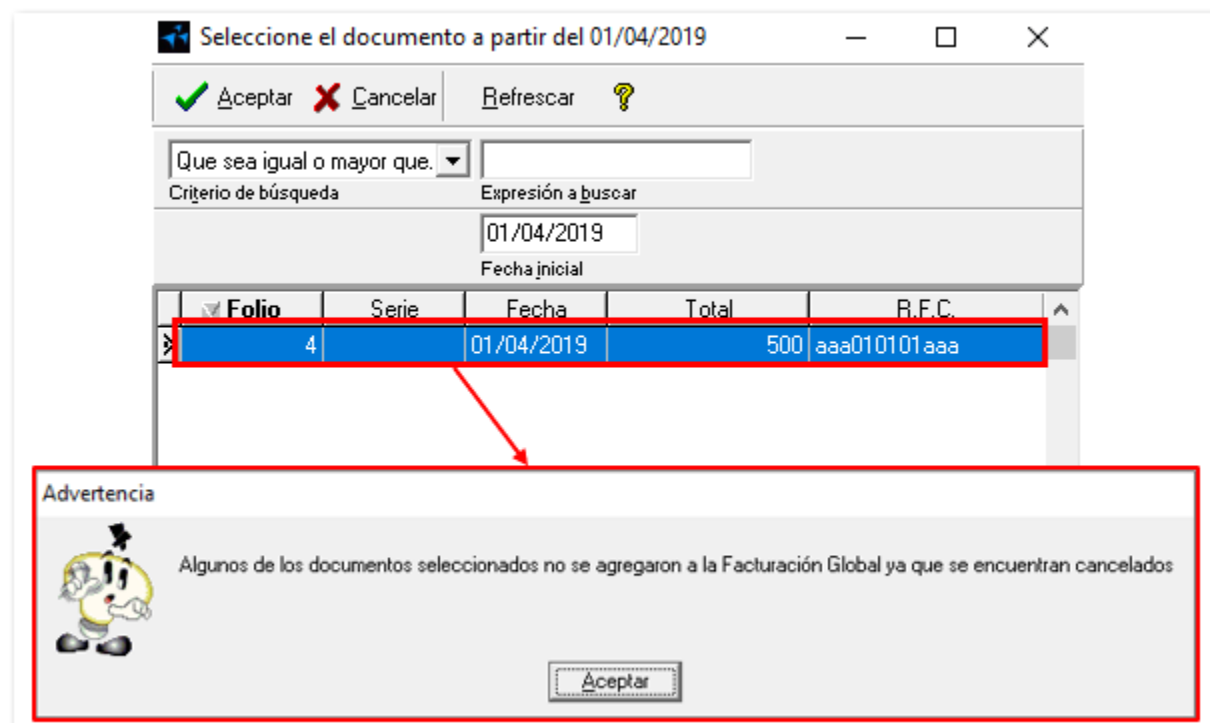 Seleccione el documento a partir del 01/04/2019
Aceptar Cancelar Refrescar
Que sea igual o mayor que.
Criterio de búsqueda Expresión a buscar
01/04/2019
Fecha inicial
Folio Serie Fecha Total R.F.C.
4 01/04/2019 500 aaa010101aaa
Advertencia
Algunos de los documentos seleccionados no se agregaron a la Facturación Global ya que se encuentran cancelados
Aceptar